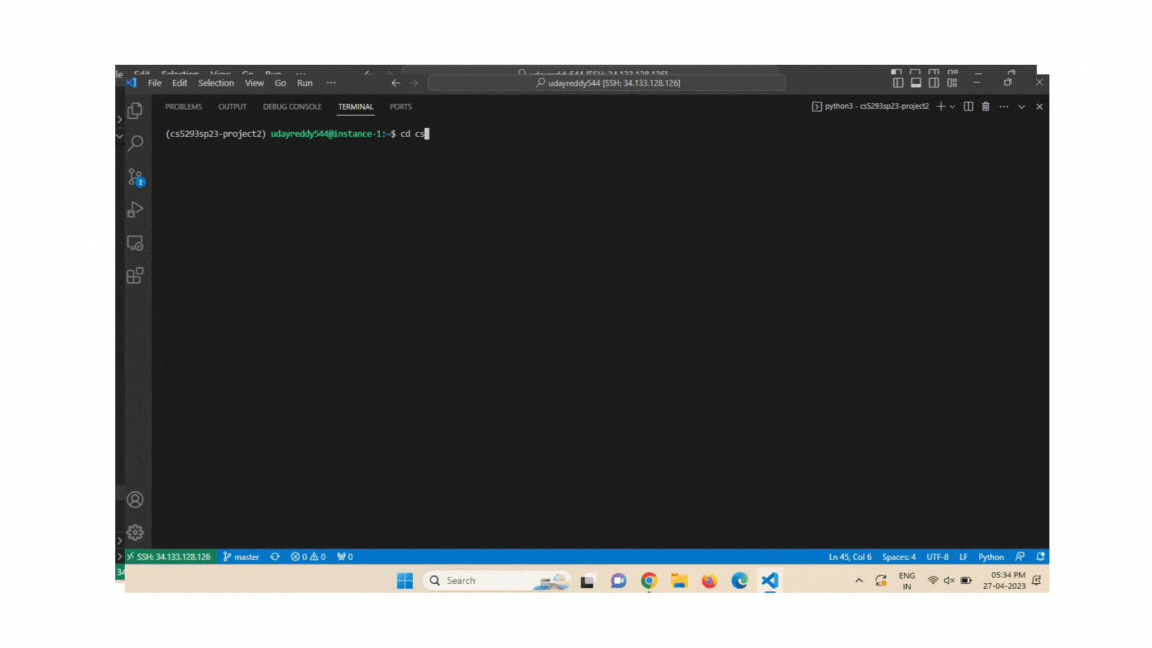 File Edit Selection View Go Run ··· udayreddy544 [SSH: 34.133.128.126]
PROBLEMS OUTPUT DEBUG CONSOLE TERMINAL PORTS python3 - cs5293sp23-project2
(cs5293sp23-project2) udayreddy544@instance-1:~$ cd cs
2
SSH: 34.133.128.126 master 0 0 0 Ln 45, Col 6 Spaces: 4 UTF-8 LF Python
34
Search ENG 05:34 PM
IN 27-04-2023